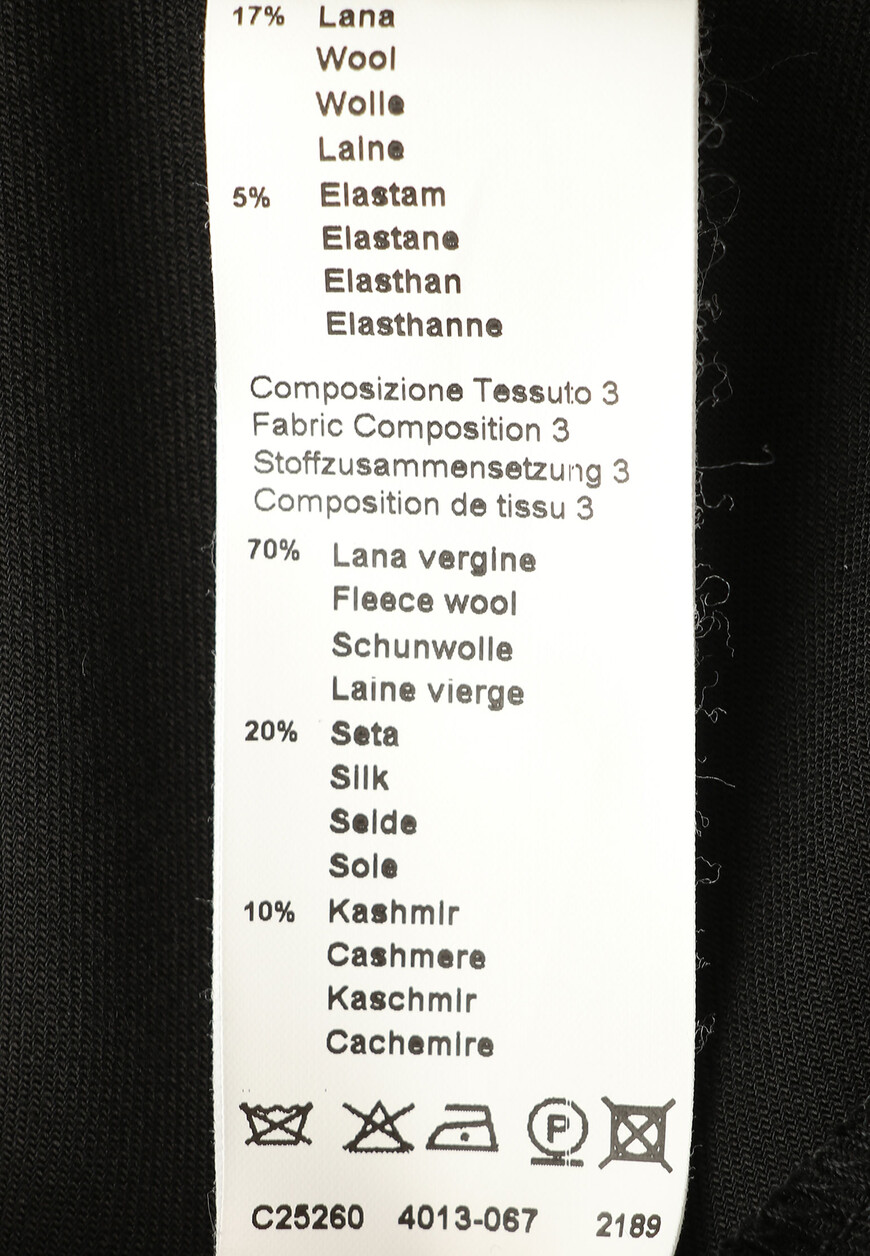 17% Lana
Wool
Wolle
Laine
5% Elastam
Elastane
Elasthan
Elasthanne
Composizione Tessuto 3
Fabric Composition 3
Stoffzusammensetzung 3
Composition de tissu 3
70% Lana vergine
Fleece wool
Schunwolle
Laine vierge
20% Seta
Silk
Seide
Soie
10% Kashmir
Cashmere
Kaschmir
Cachemire
P
C25260 4013-067 2189